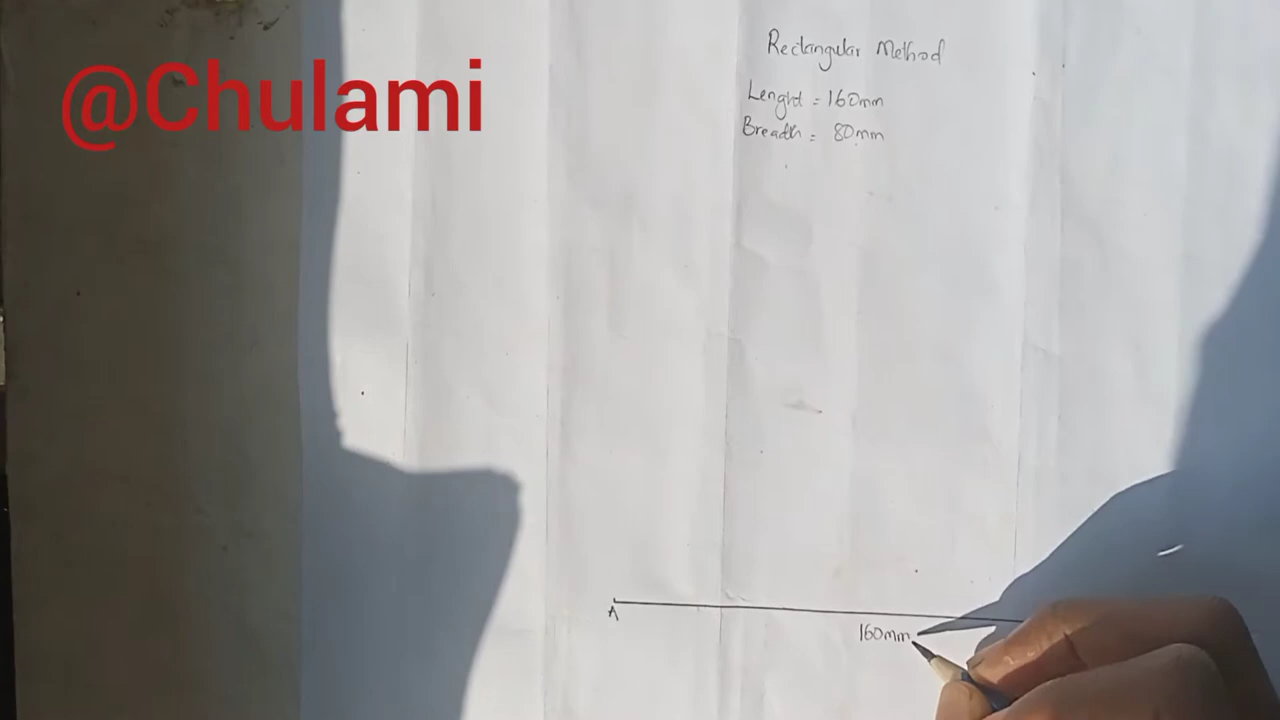 @Chulami
Rectangular Method
Lenght = 160mm
Breadth = 80mm
A
160mm